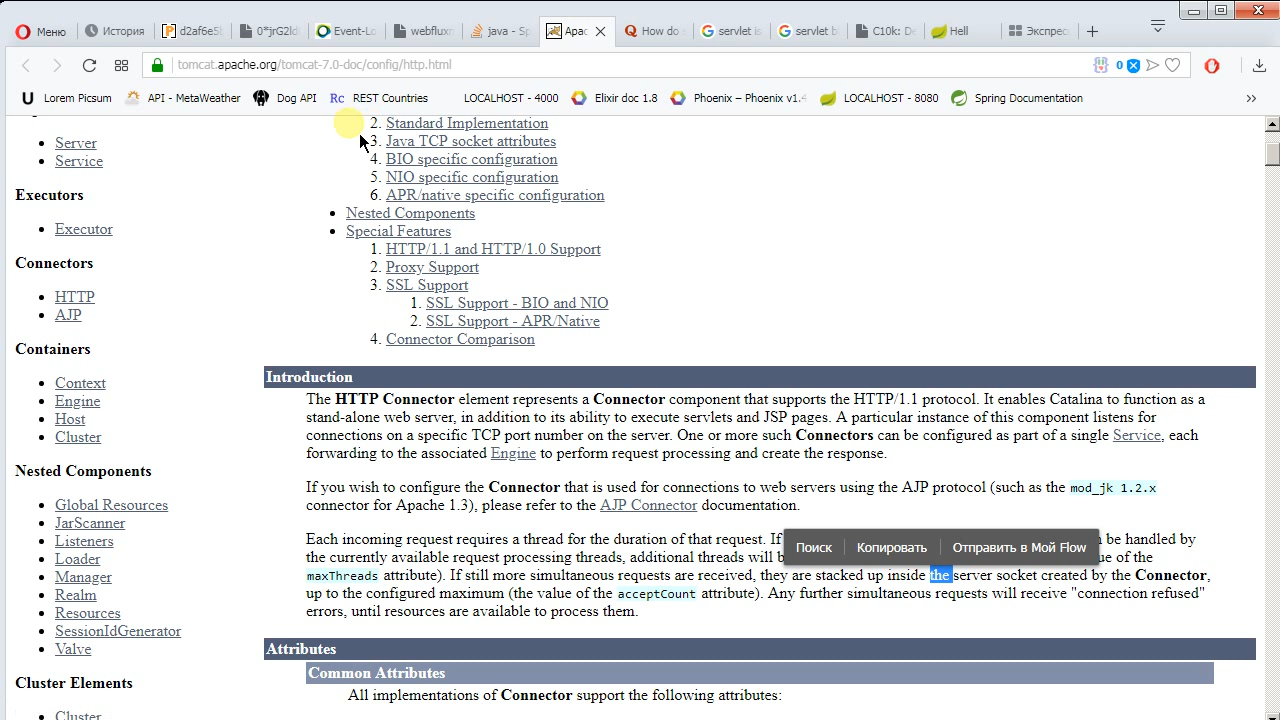 Меню
История
d2af6e5
0*jrG2ld
Event-Lo
webflux
java - Sp
Apac
How do
servlet is
servlet b
C10k: De
Hell
Экспрес
tomcat.apache.org/tomcat-7.0-doc/config/http.html
0
Lorem Picsum
API - MetaWeather
Dog API
Rc REST Countries
LOCALHOST - 4000
Elixir doc 1.8
Phoenix – Phoenix v1.4
LOCALHOST - 8080
Spring Documentation
»
2. Standard Implementation
3. Java TCP socket attributes
4. BIO specific configuration
5. NIO specific configuration
6. APR/native specific configuration
• Nested Components
• Special Features
1. HTTP/1.1 and HTTP/1.0 Support
2. Proxy Support
3. SSL Support
1. SSL Support - BIO and NIO
2. SSL Support - APR/Native
4. Connector Comparison
• Server
• Service
Executors
• Executor
Connectors
• HTTP
• AJP
Containers
• Context
• Engine
• Host
• Cluster
Nested Components
• Global Resources
• JarScanner
• Listeners
• Loader
• Manager
• Realm
• Resources
• SessionIdGenerator
• Valve
Cluster Elements
• Cluster
Introduction
The HTTP Connector element represents a Connector component that supports the HTTP/1.1 protocol. It enables Catalina to function as a
stand-alone web server, in addition to its ability to execute servlets and JSP pages. A particular instance of this component listens for
connections on a specific TCP port number on the server. One or more such Connectors can be configured as part of a single Service, each
forwarding to the associated Engine to perform request processing and create the response.
If you wish to configure the Connector that is used for connections to web servers using the AJP protocol (such as the mod_jk 1.2.x
connector for Apache 1.3), please refer to the AJP Connector documentation.
Each incoming request requires a thread for the duration of that request. If
be handled by
Поиск Копировать Отправить в Мой Flow
the currently available request processing threads, additional threads will b
ue of the
maxThreads attribute). If still more simultaneous requests are received, they are stacked up inside the server socket created by the Connector,
up to the configured maximum (the value of the acceptCount attribute). Any further simultaneous requests will receive "connection refused"
errors, until resources are available to process them.
Attributes
Common Attributes
All implementations of Connector support the following attributes: